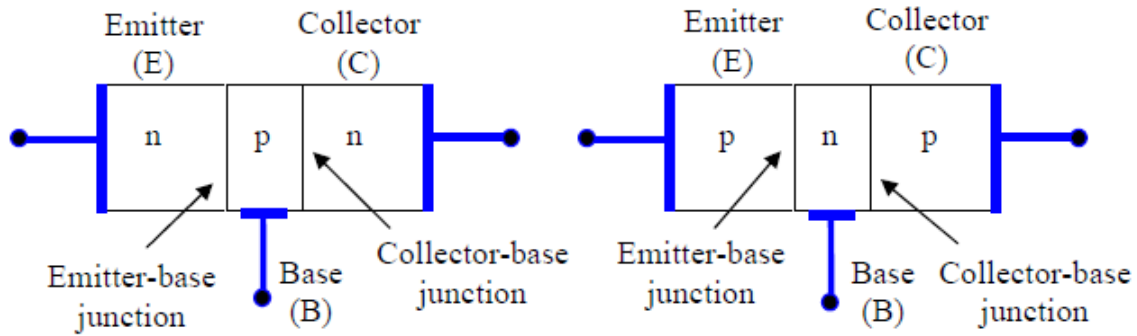 Emitter
(E)
Collector
(C)
n
p
n
Emitter-base
junction
Base
(B)
Collector-base
junction
Emitter
(E)
Collector
(C)
p
n
p
Emitter-base
junction
Base
(B)
Collector-base
junction